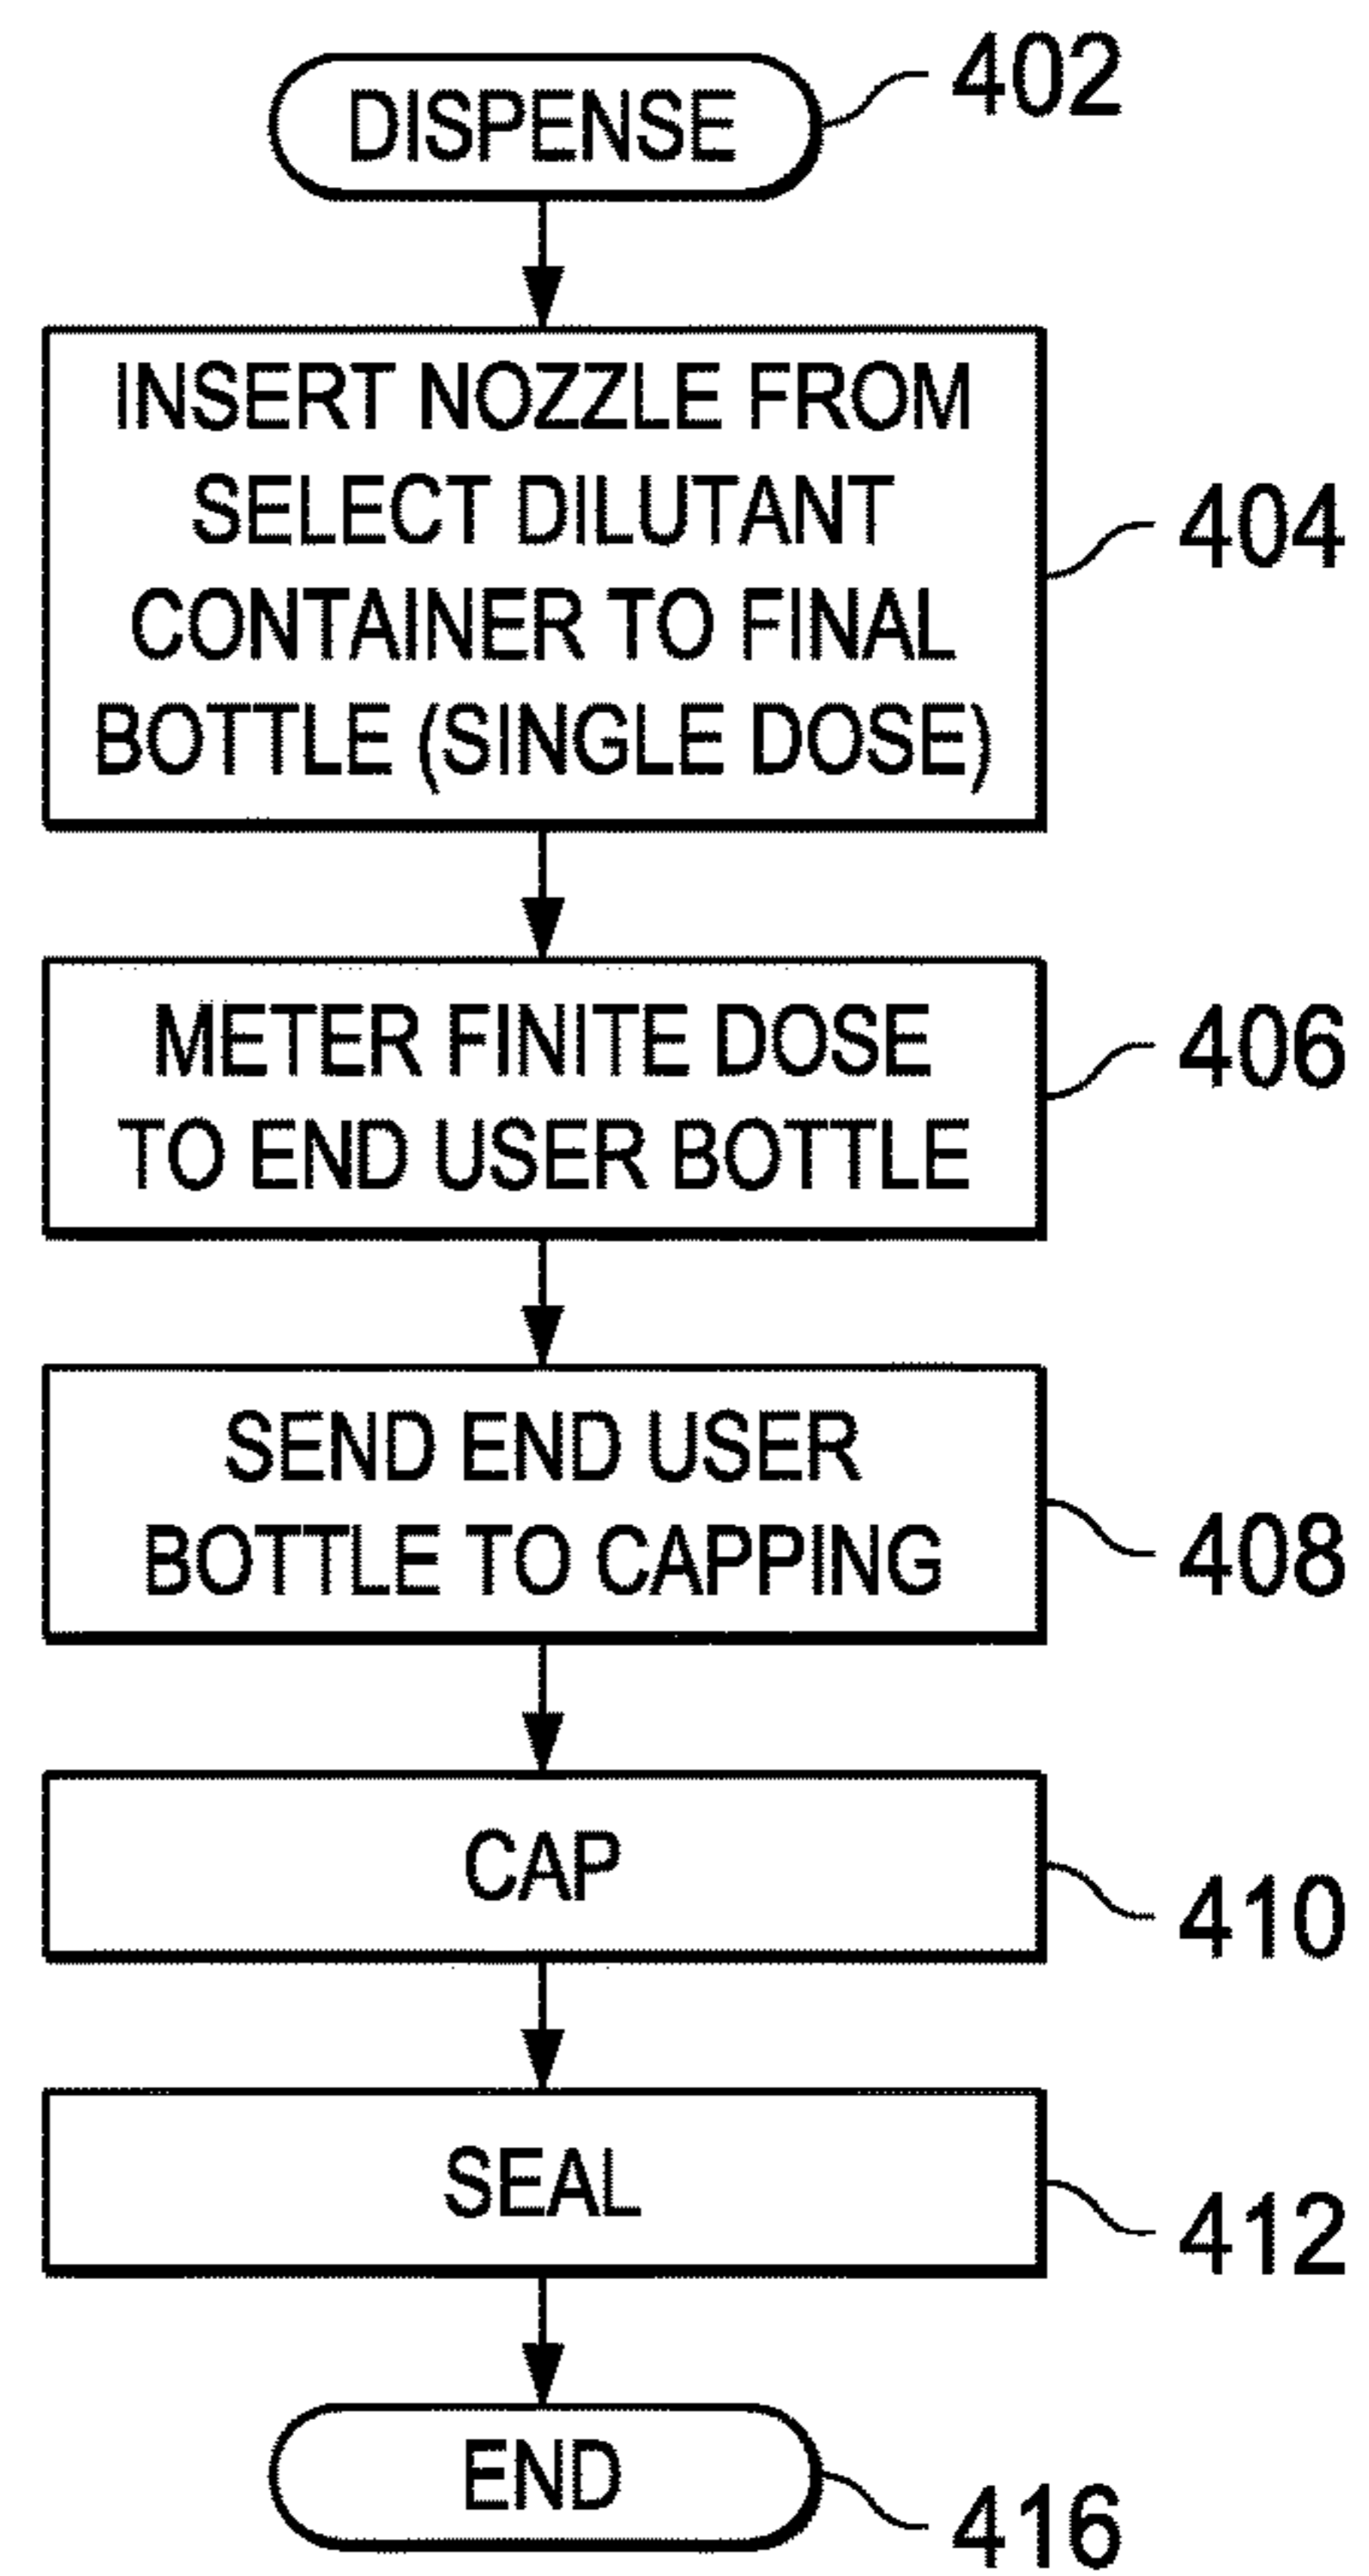 DISPENSE
402
INSERT NOZZLE FROM
SELECT DILUTANT
CONTAINER TO FINAL
BOTTLE (SINGLE DOSE)
404
METER FINITE DOSE
TO END USER BOTTLE
406
SEND END USER
BOTTLE TO CAPPING
408
CAP
410
SEAL
412
END
416